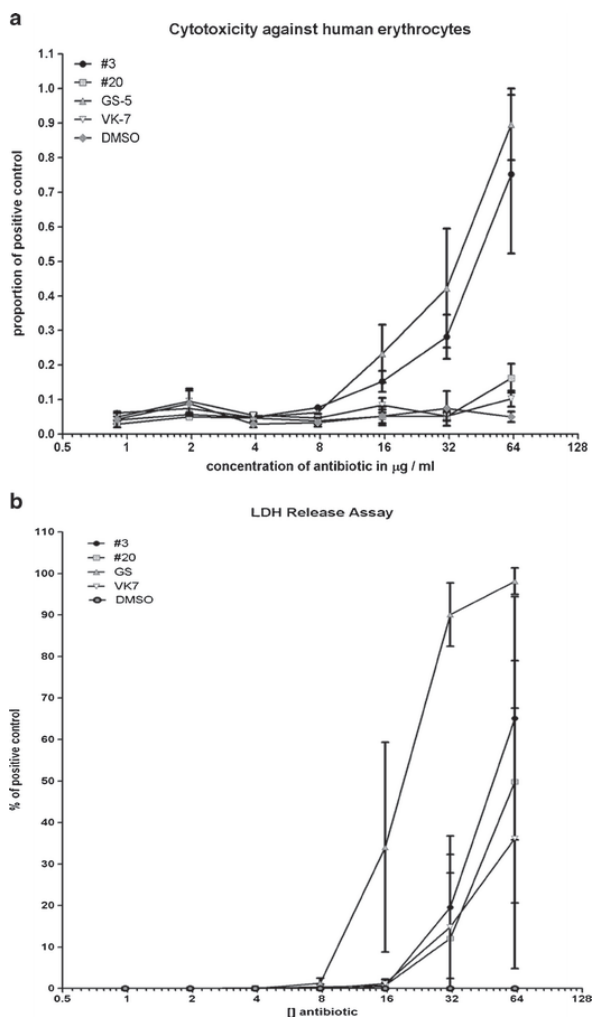 a
Cytotoxicity against human erythrocytes
1.1
1.0
0.9
0.8
0.7
0.6
0.5
0.4
0.3
0.2
0.1
0.0
proportion of positive control
#3
#20
GS-5
VK-7
DMSO
0.5 1 2 4 8 16 32 64 128
concentration of antibiotic in µg / ml
b
LDH Release Assay
110
100
90
80
70
60
50
40
30
20
10
0
% of positive control
#3
#20
GS
VK7
DMSO
0.5 1 2 4 8 16 32 64 128
[] antibiotic